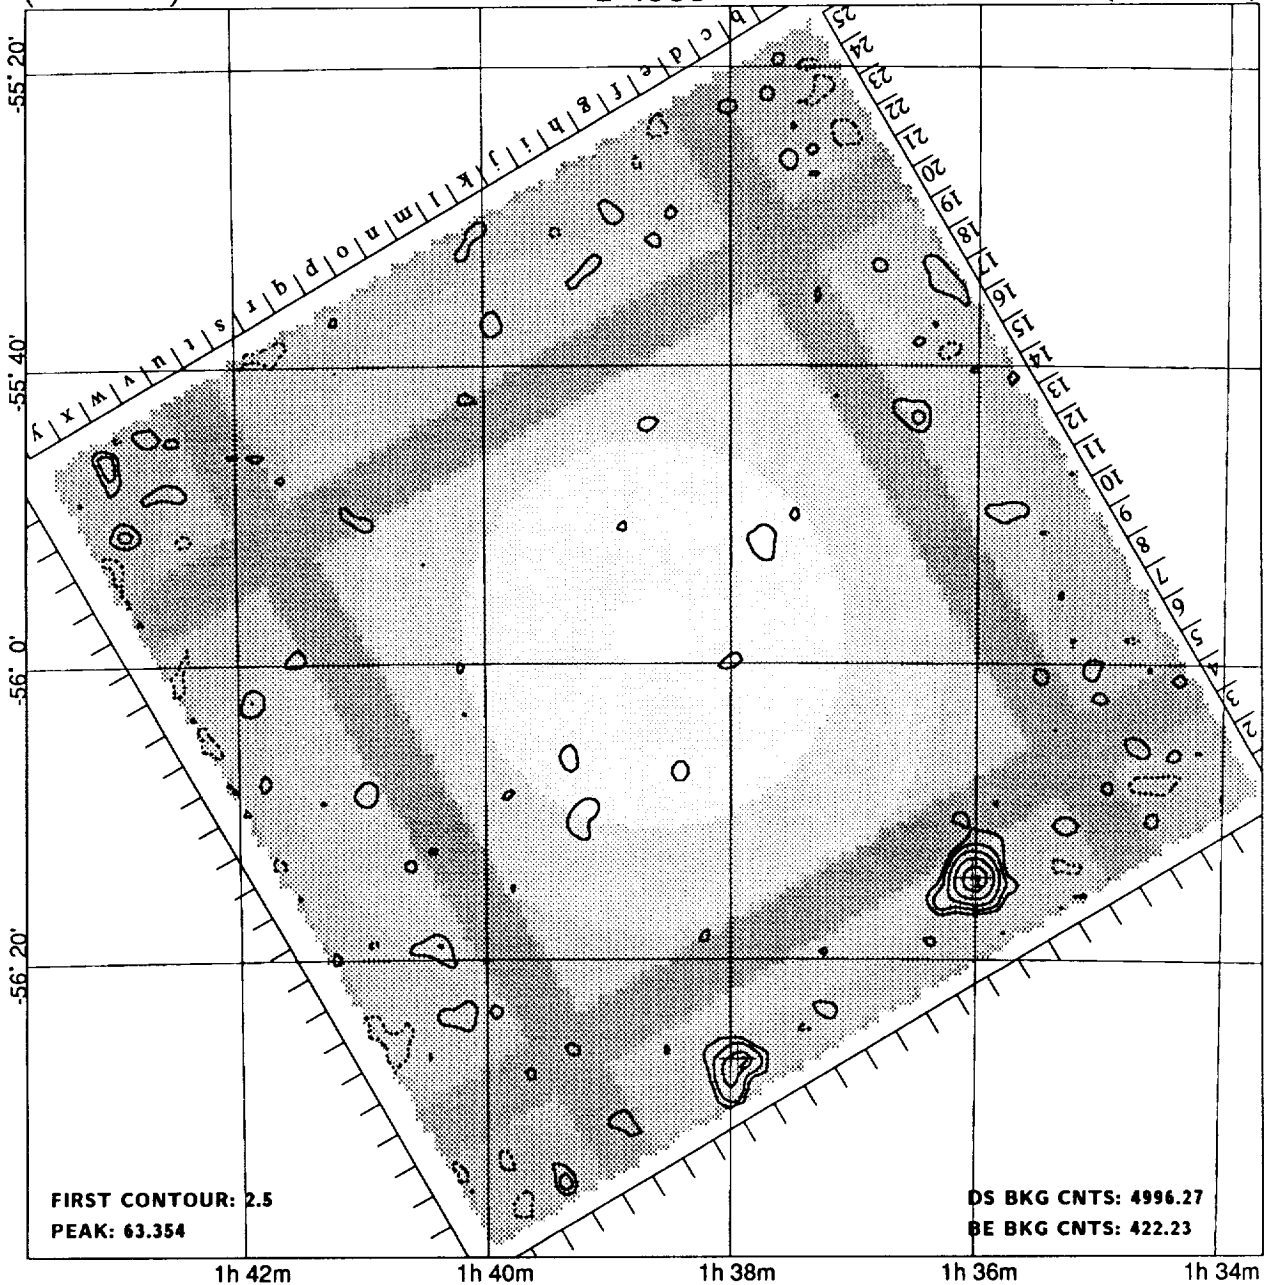 b c d e f g h i j k l m n o p q r s t u v w x y
25 24 23 22 21 20 19 18 17 16 15 14 13 12 11 10 9 8 7 6 5 4 3 2
-55° 20'
-55° 40'
-56° 0'
-56° 20'
FIRST CONTOUR: 2.5
PEAK: 63.354
DS BKG CNTS: 4996.27
BE BKG CNTS: 422.23
1h 42m 1h 40m 1h 38m 1h 36m 1h 34m